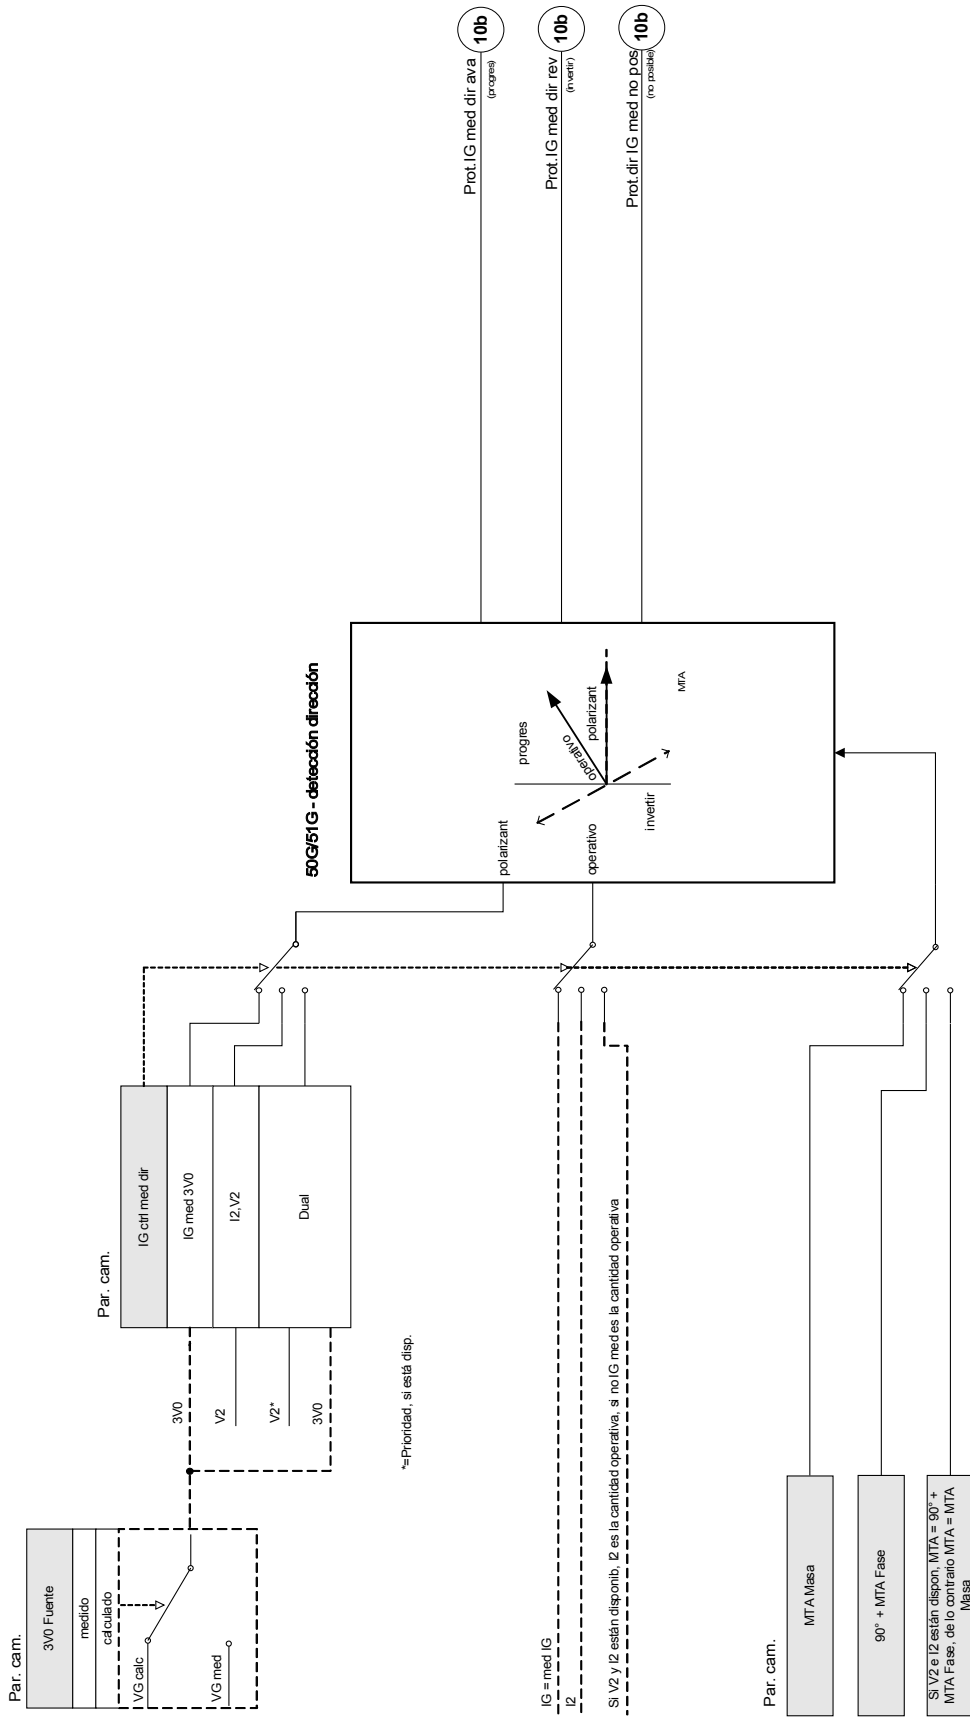 Par. cam.
3V0 Fuente
medido
calculado
VG calc
VG med
Par. cam.
IG ctrl med dir
IG med 3V0
I2,V2
Dual
3V0
V2
V2*
3V0
*=Prioridad, si está disp.
IG = med IG
I2
Si V2 y I2 están disponib, I2 es la cantidad operativa, si no IG med es la cantidad operativa
Par. cam.
MTA Masa
90° + MTA Fase
Si V2 e I2 están dispon, MTA = 90° +
MTA Fase, de lo contrario MTA = MTA
Masa
50G/51G - detección dirección
polarizant
operativo
progres
operativo
polarizant
invertir
MTA
Prot.IG med dir ava
(progres)
10b
Prot.IG med dir rev
(invertir)
10b
Prot.dir IG med no pos
(no posible)
10b